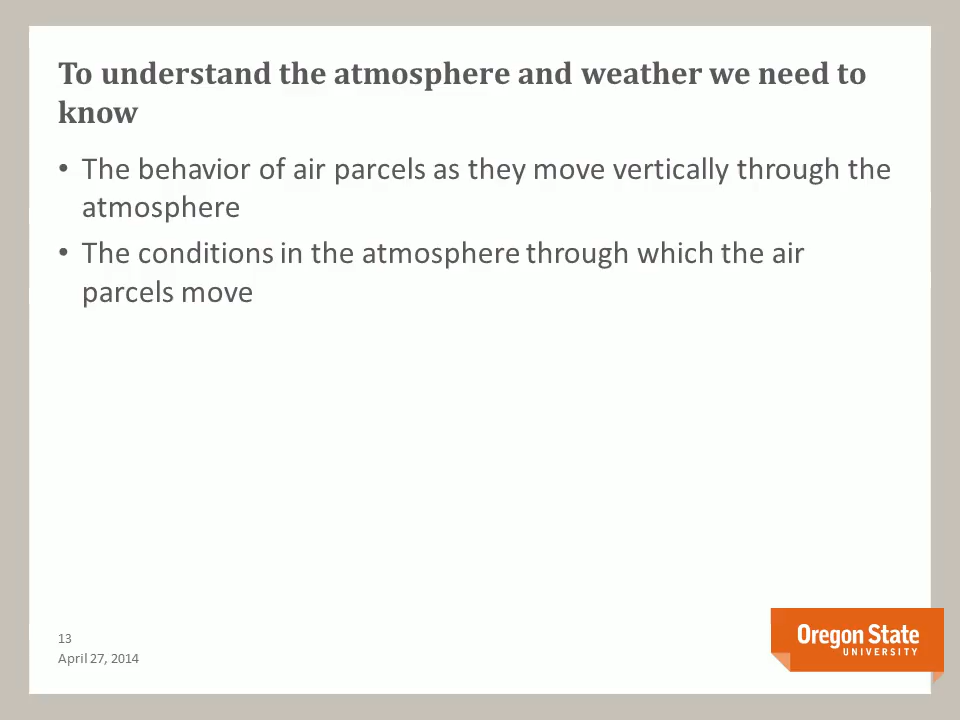 To understand the atmosphere and weather we need to
know
• The behavior of air parcels as they move vertically through the
atmosphere
• The conditions in the atmosphere through which the air
parcels move
13
April 27, 2014
Oregon State
UNIVERSITY